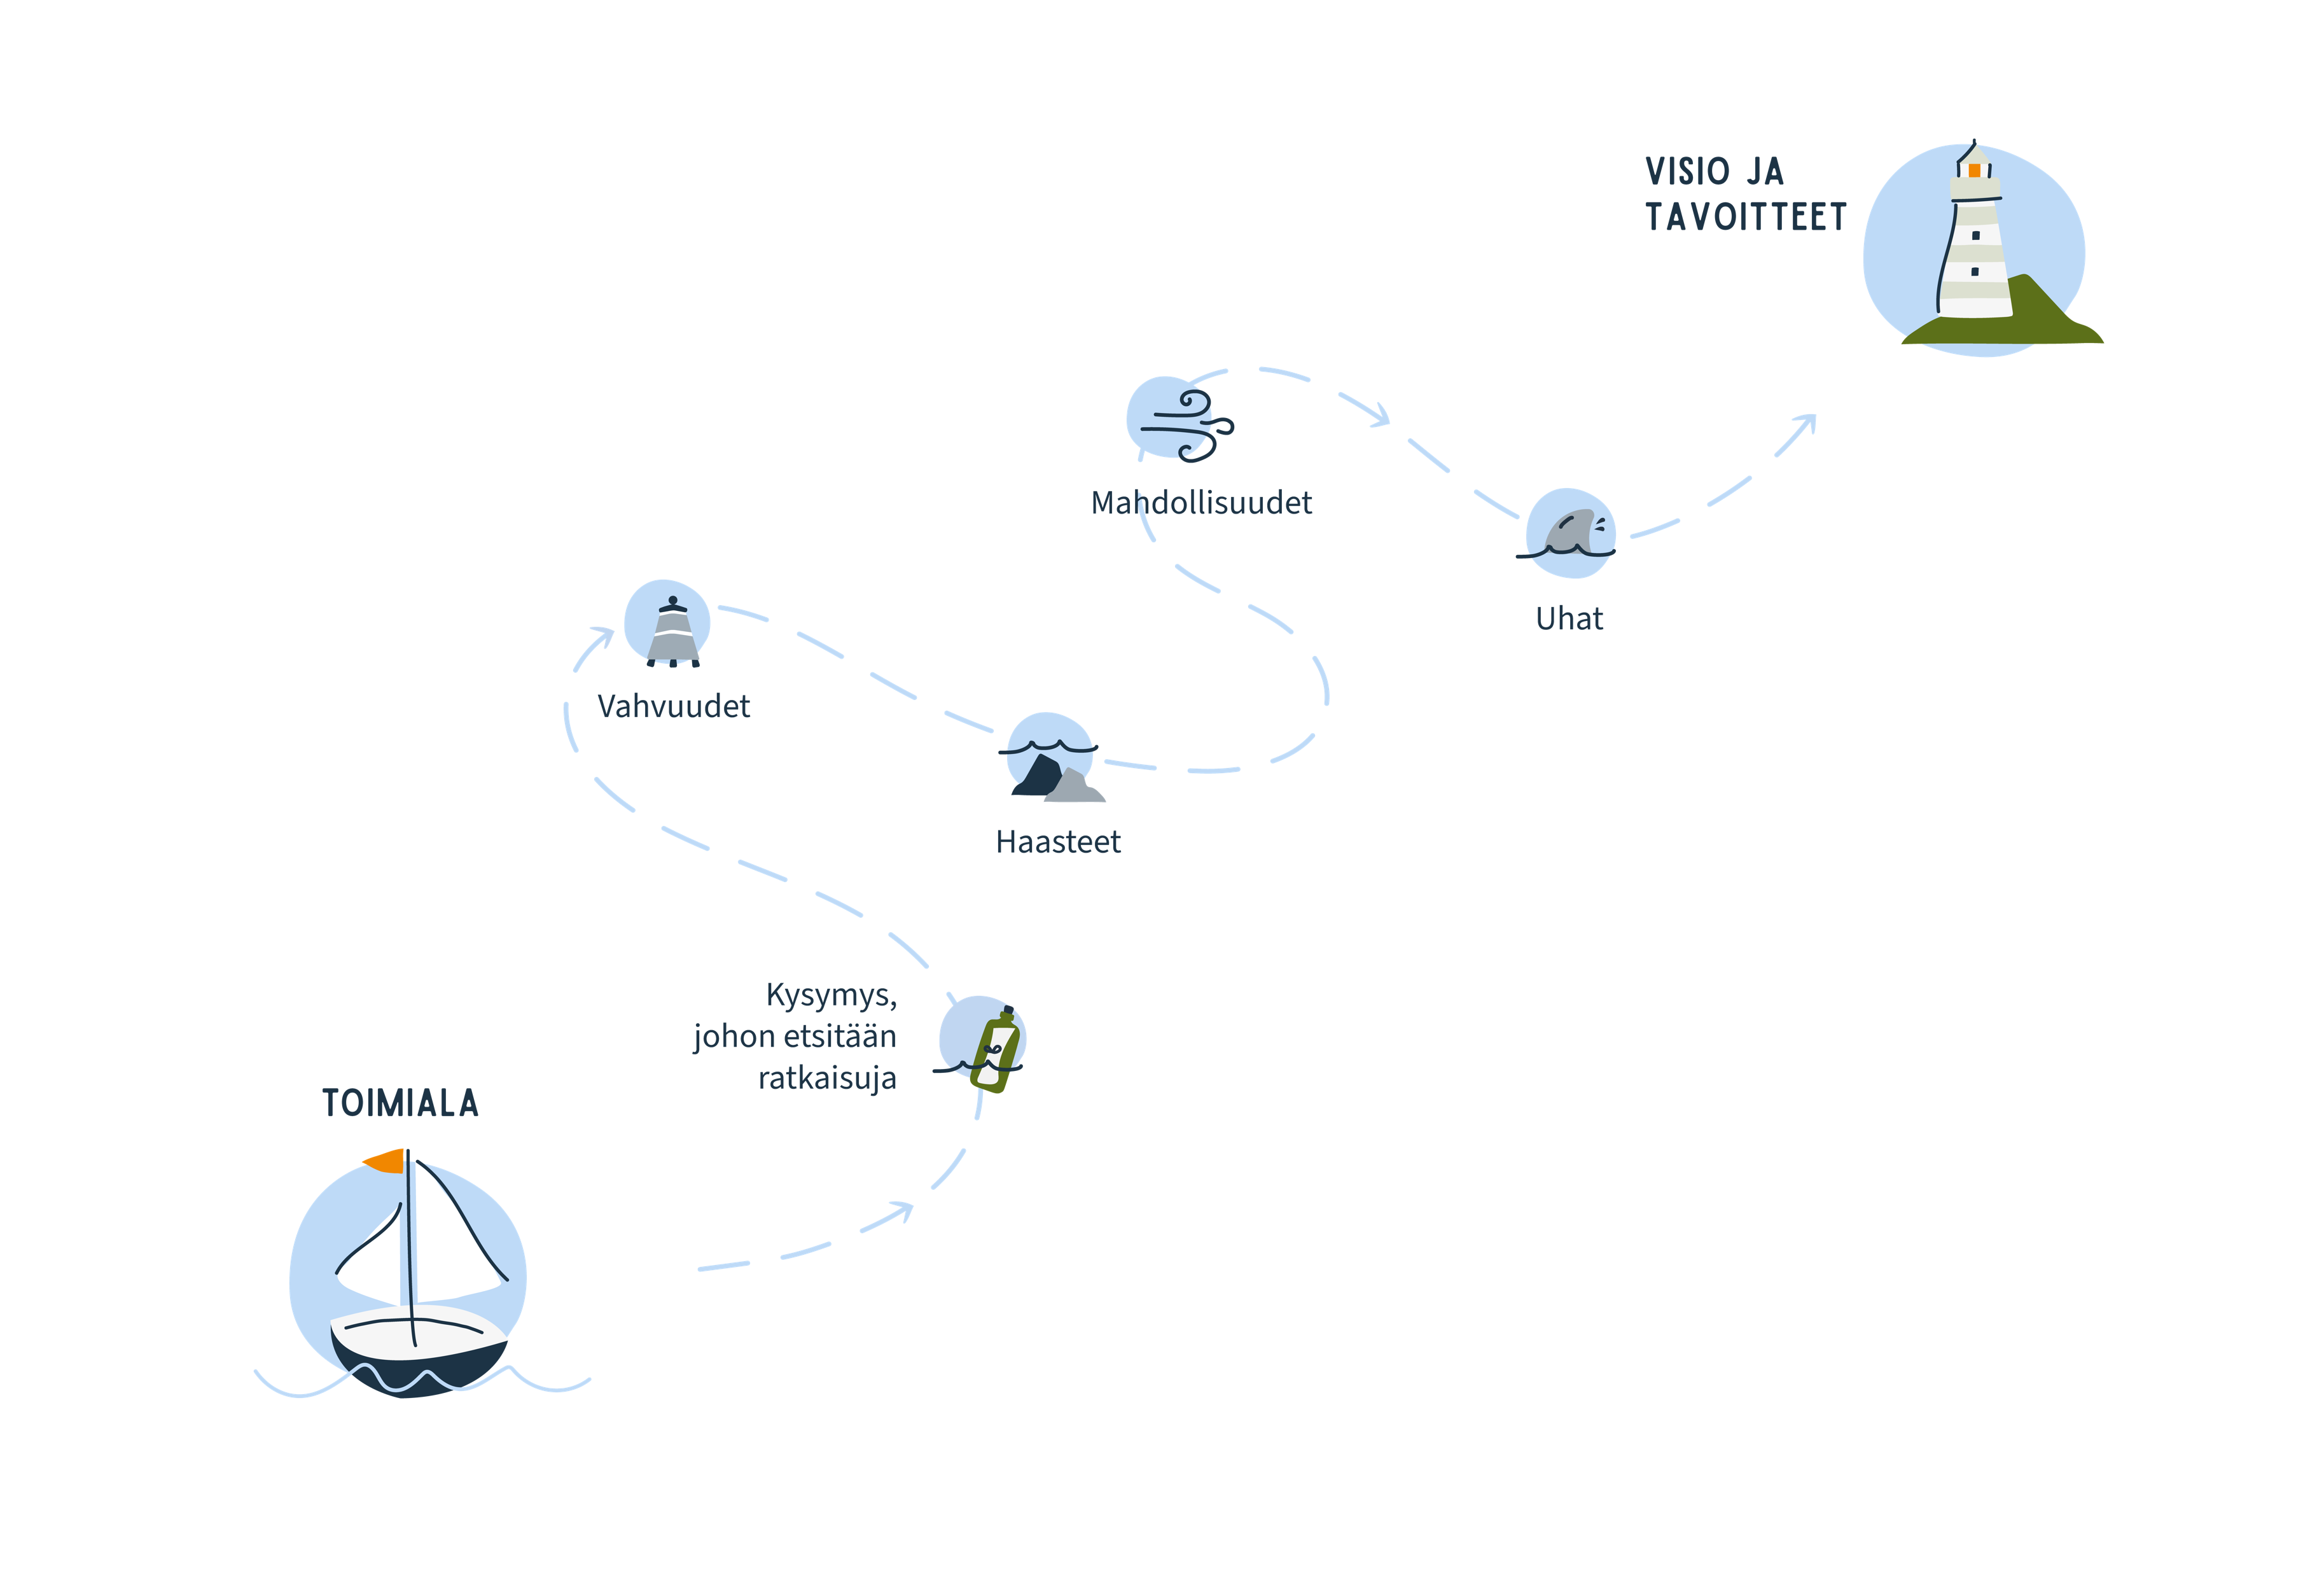 VISIO JA
TAVOITTEET
Mahdollisuudet
Uhat
Vahvuudet
Haasteet
Kysymys,
johon etsitään
ratkaisuja
TOIMIALA